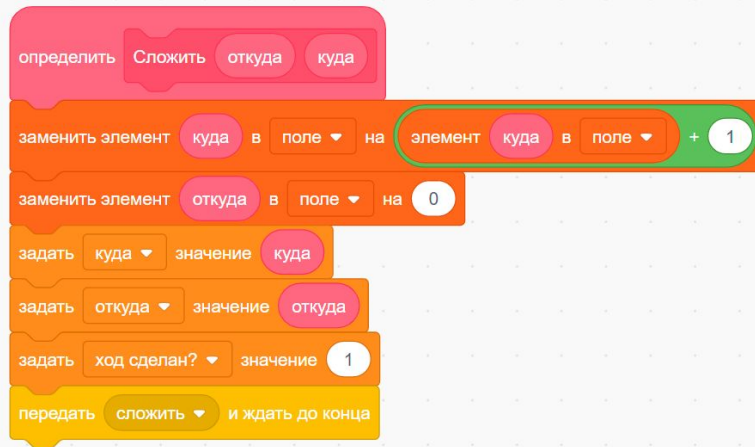 определить Сложить откуда куда
заменить элемент куда в поле на элемент куда в поле + 1
заменить элемент откуда в поле на 0
задать куда значение куда
задать откуда значение откуда
задать ход сделан? значение 1
передать сложить и ждать до конца